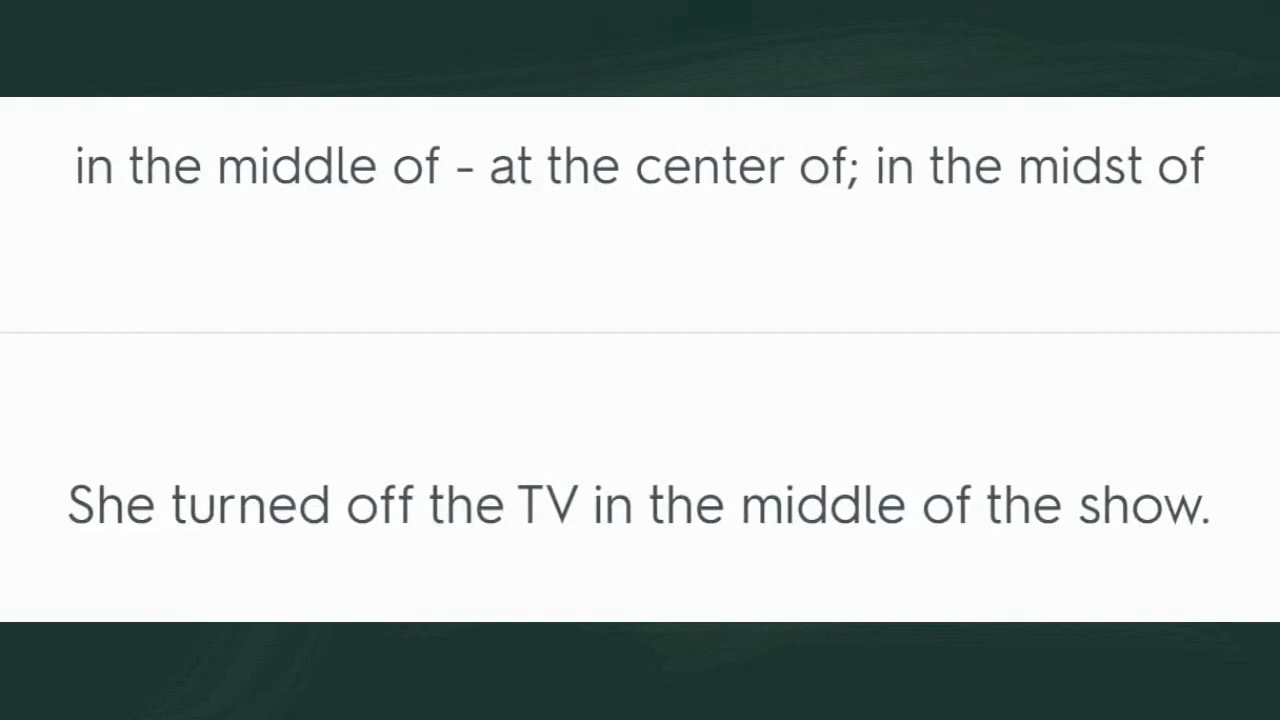 in the middle of - at the center of; in the midst of
She turned off the TV in the middle of the show.